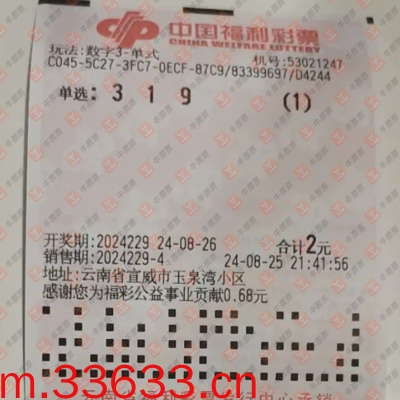 中国福利彩票
CHINA WELFARE LOTTERY
玩法:数字3-单式 机号:53021247
C045-5C27-3FC7-0ECF-87C9/83399697/D4244
单选: 3 1 9 (1)
开奖期:2024229 24-08-26 合计2元
销售期:2024229-4 24-08-25 21:41:56
地址:云南省宣威市玉泉湾小区
感谢您为福彩公益事业贡献0.68元
m.33633.cn